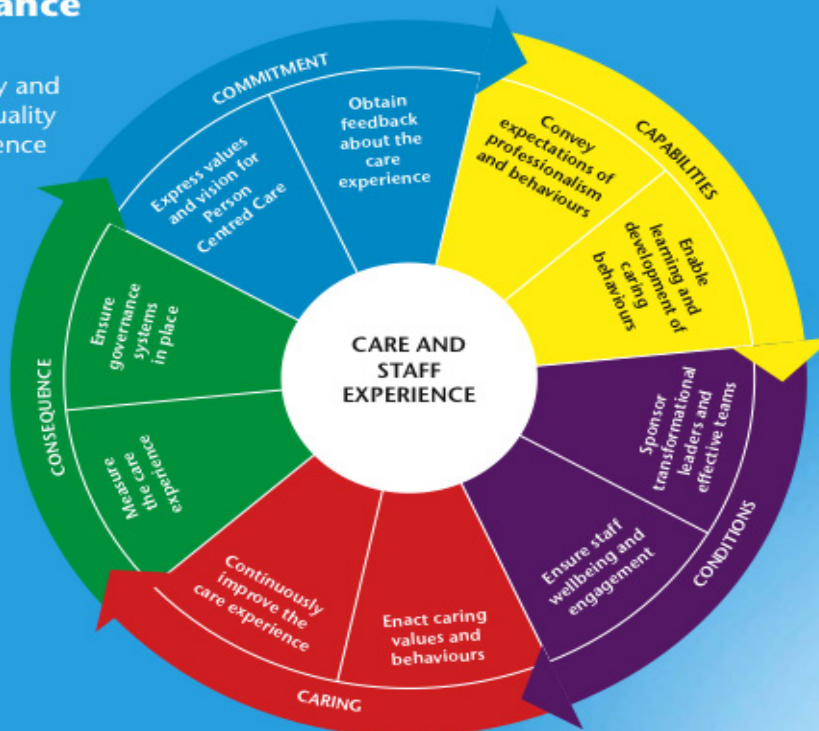 ance
y and
uality
ence
COMMITMENT
Express values
and vision for
Person
Centred Care
Obtain
feedback
about the
care
experience
CAPABILITIES
Convey
expectations of
professionalism
and behaviours
Enable
learning and
development of
caring
behaviours
CONDITIONS
Sponsor
transformational
leaders and
effective teams
Ensure staff
wellbeing and
engagement
CARING
Enact caring
values and
behaviours
Continuously
improve the
care experience
CONSEQUENCE
Measure
the care
experience
Ensure
governance
systems
in place
CARE AND
STAFF
EXPERIENCE